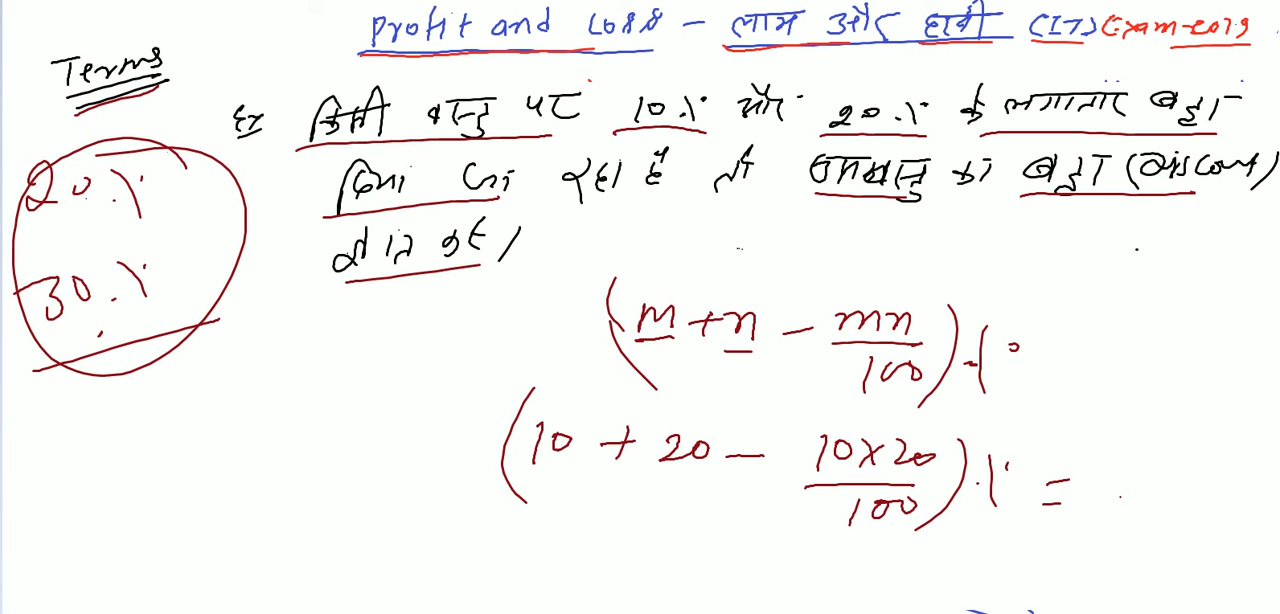 Profit and Loss - लाभ और हानी (IT) Exam-2019
Terms
Ex किसी वस्तु पर 10% और 20% के लगातार बट्टा
दिया जा रहा है तो उस वस्तु का बट्टा (Discount)
ज्ञात करें।
20%
30%
(m + n - mn/100)%
(10 + 20 - 10×20/100)% =